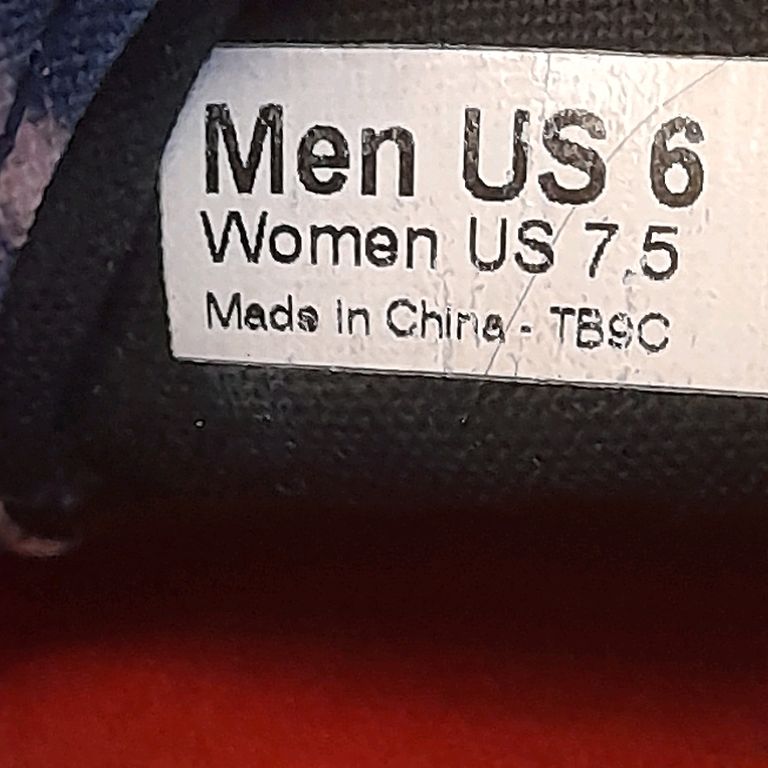 Men US 6
Women US 7.5
Made in China - TB9C